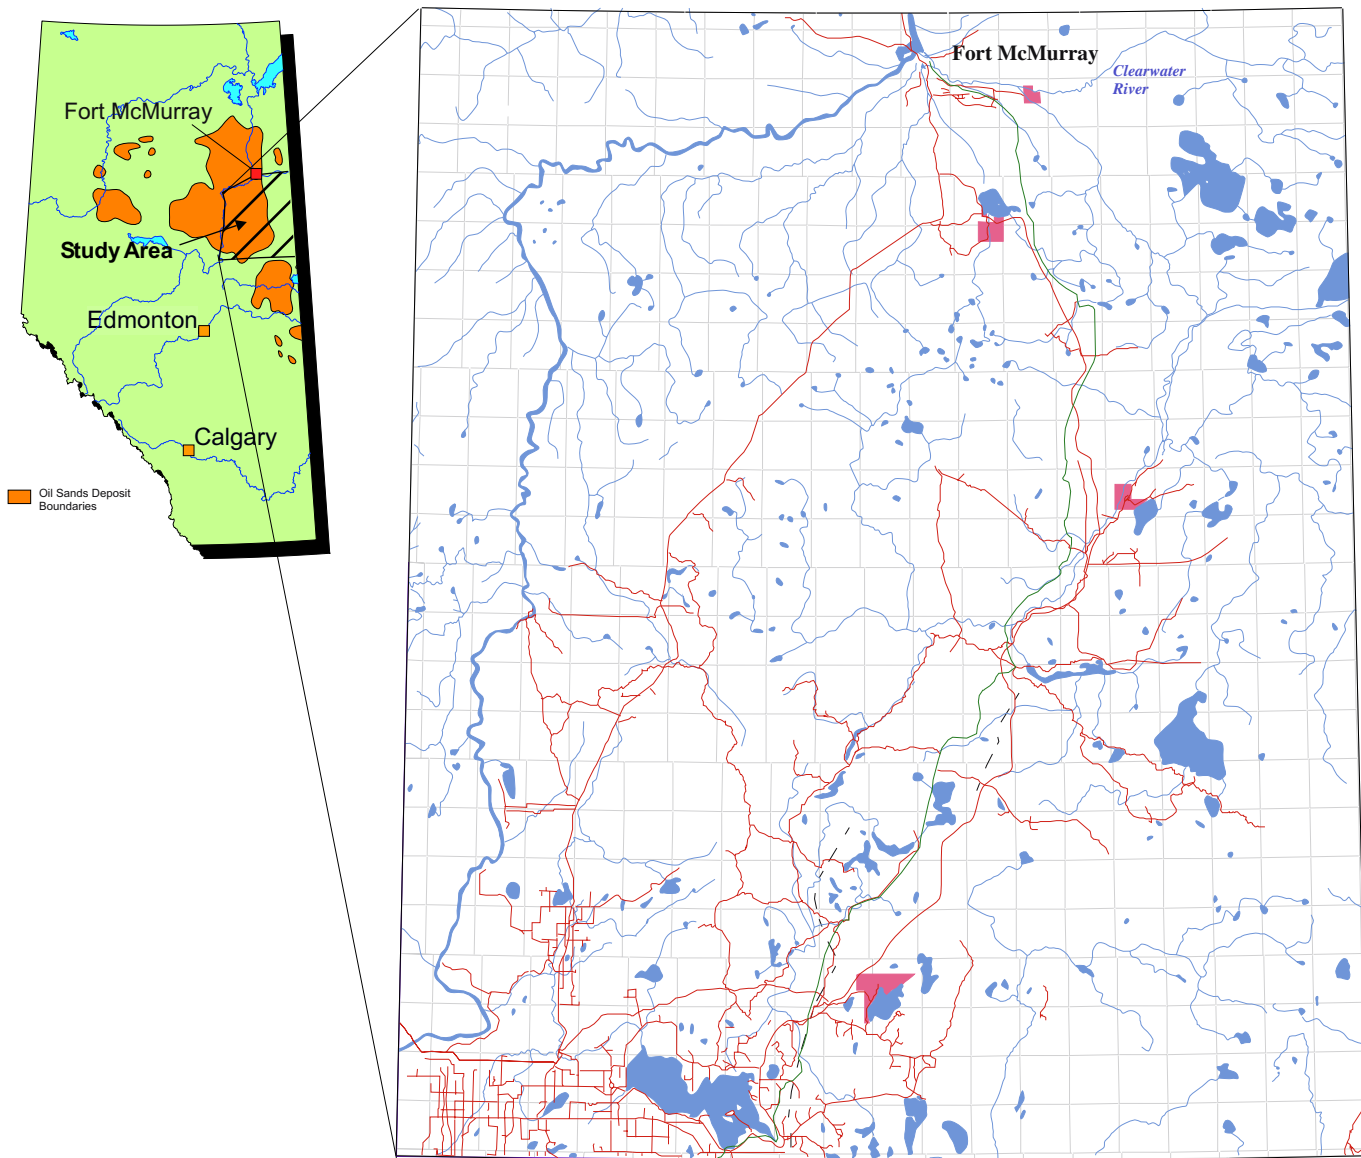 Fort McMurray
Study Area
Edmonton
Calgary
Oil Sands Deposit
Boundaries
Fort McMurray
Clearwater
River